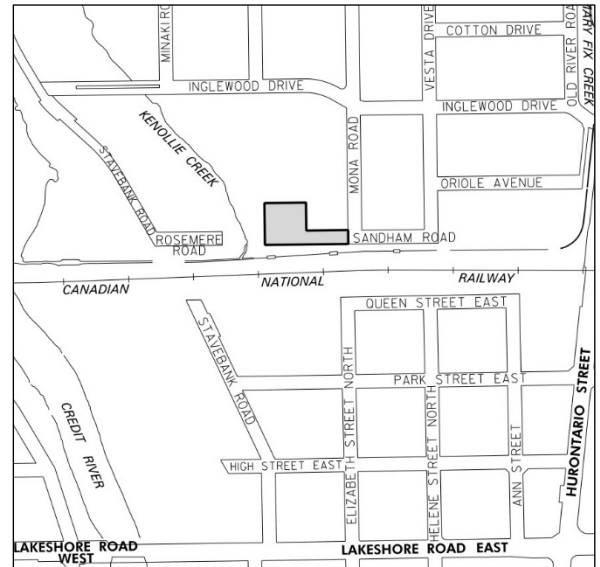 MINAKI RO
VESTA DRIVE
COTTON DRIVE
OLD RIVER ROA
MARY FIX CREEK
INGLEWOOD DRIVE
INGLEWOOD DRIVE
KENOLLIE CREEK
STAVEBANK ROAD
MONA ROAD
ORIOLE AVENUE
ROSEMERE
ROAD
SANDHAM ROAD
CANADIAN
NATIONAL
RAILWAY
QUEEN STREET EAST
STAVEBANK ROAD
ELIZABETH STREET NORTH
PARK STREET EAST
HELENE STREET NORTH
ANN STREET
HURONTARIO STREET
CREDIT RIVER
HIGH STREET EAST
LAKESHORE ROAD
WEST
LAKESHORE ROAD EAST